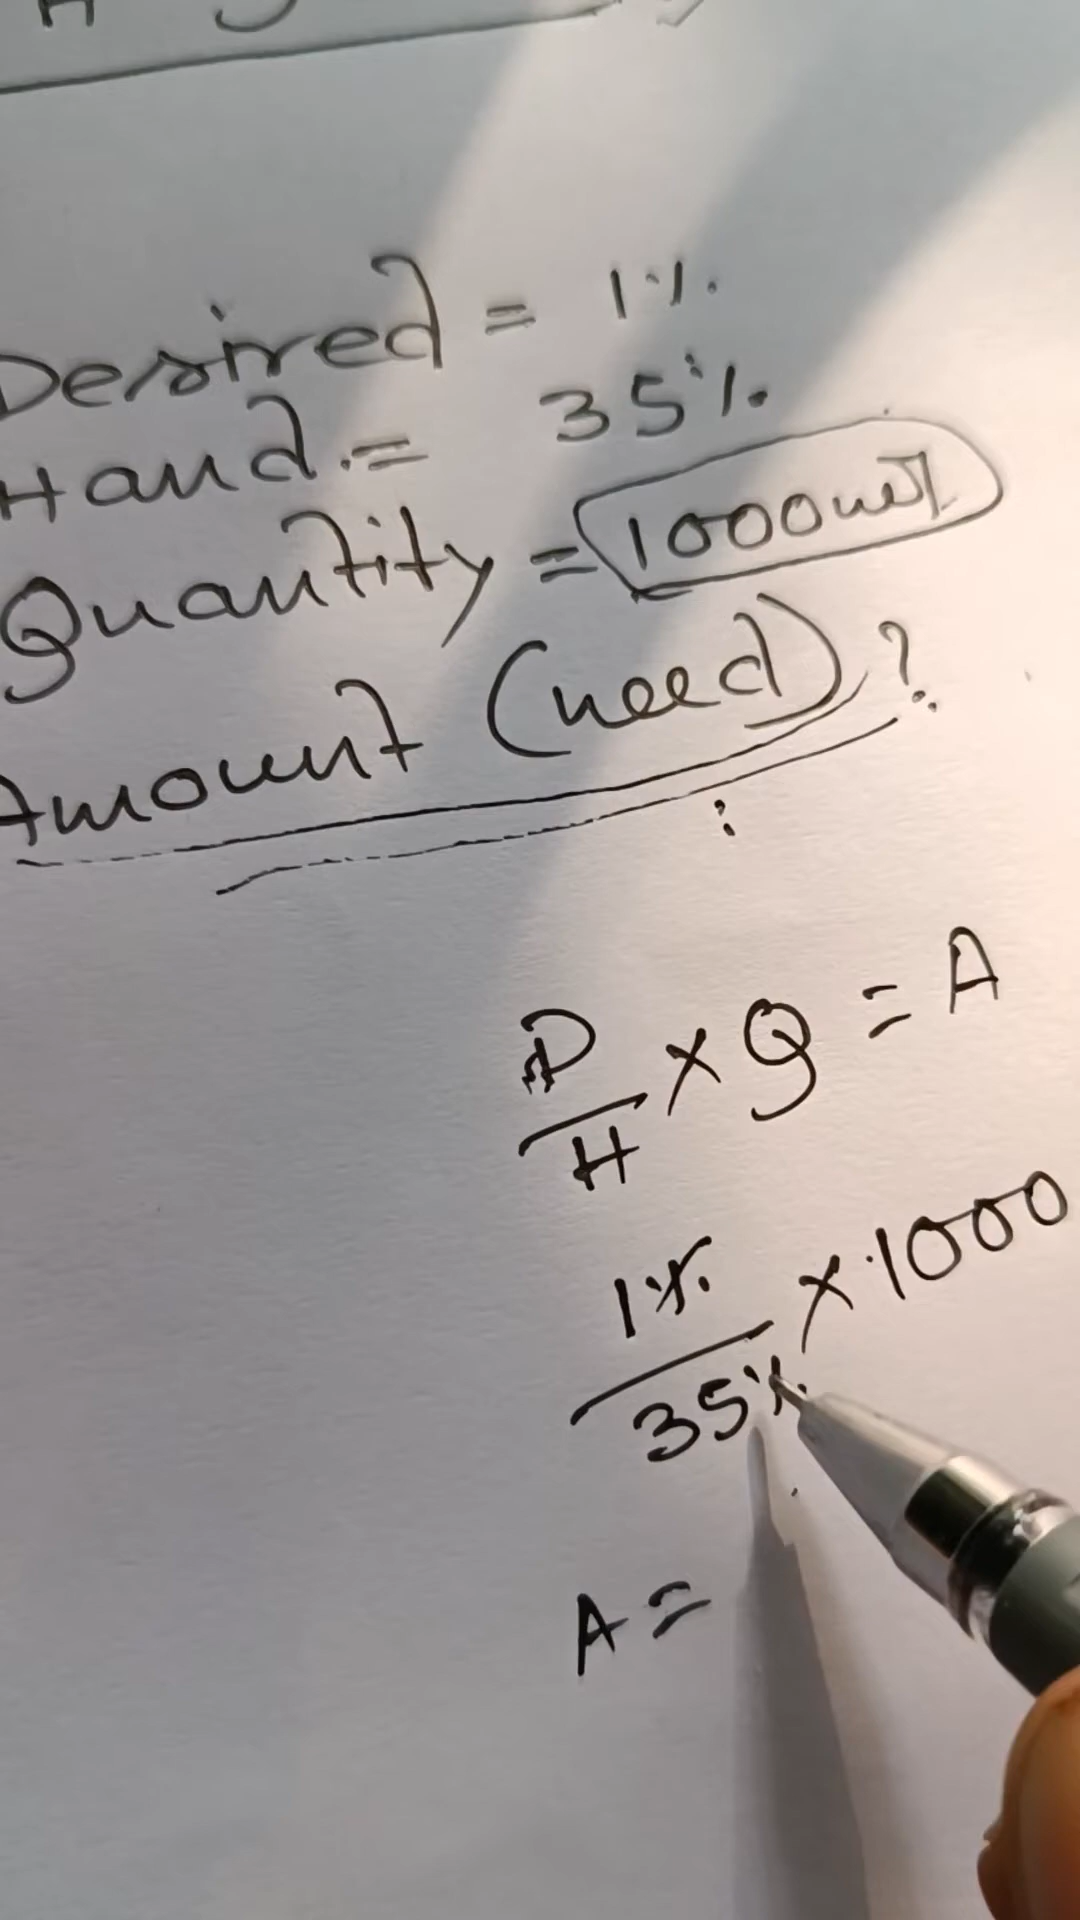 Desired = 1%.
Hand. = 35%.
Quantity = 1000ml
Amount (need)?
D/H × Q = A
1%./35%. × 1000
A =